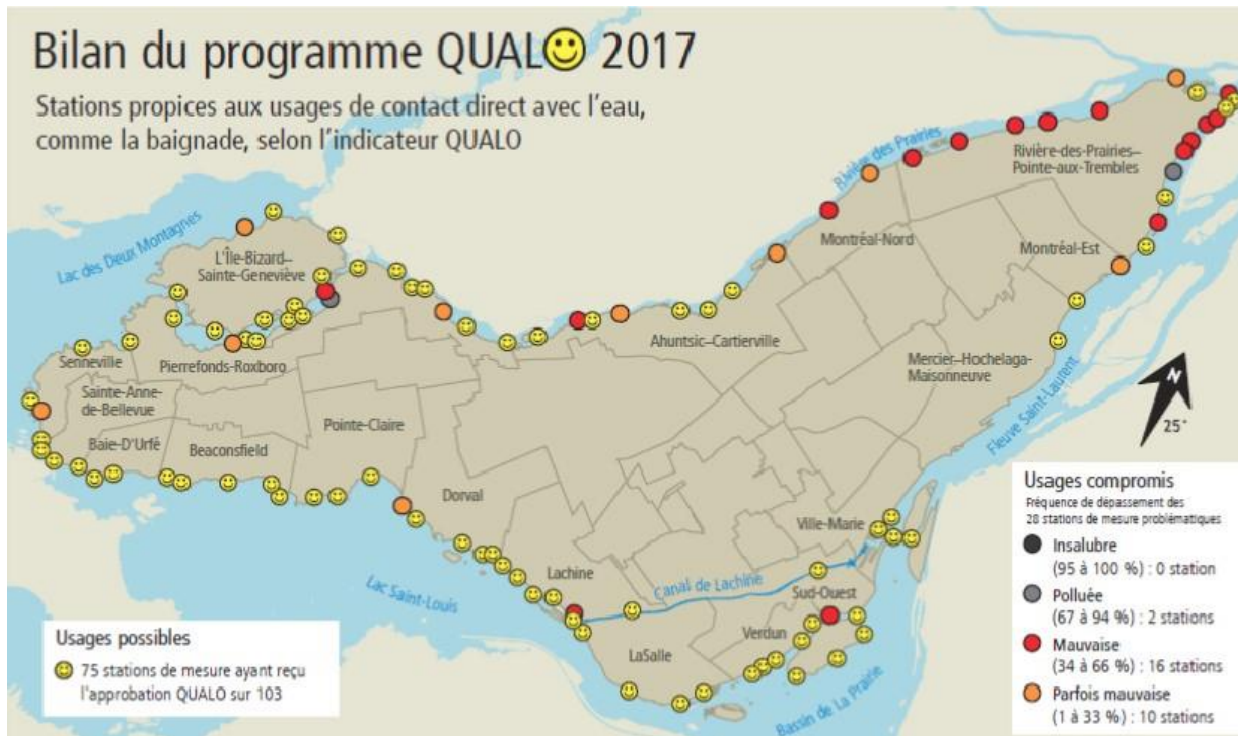 Bilan du programme QUALO 2017
Stations propices aux usages de contact direct avec l'eau,
comme la baignade, selon l'indicateur QUALO
Lac des Deux Montagnes
Rivière des Prairies
Rivière-des-Prairies–
Pointe-aux-Trembles
Montréal-Nord
Montréal-Est
L'Île-Bizard–
Sainte-Geneviève
Ahuntsic–Cartierville
Senneville
Pierrefonds-Roxboro
Mercier–Hochelaga-
Maisonneuve
Sainte-Anne-
de-Bellevue
Baie-D'Urfé
Beaconsfield
Pointe-Claire
Fleuve Saint-Laurent
N
25°
Dorval
Ville-Marie
Lachine
Canal de Lachine
Sud-Ouest
Lac Saint-Louis
Verdun
LaSalle
Bassin de La Prairie
Usages possibles
75 stations de mesure ayant reçu
l'approbation QUALO sur 103
Usages compromis
Fréquence de dépassement des
28 stations de mesure problématiques
Insalubre
(95 à 100 %) : 0 station
Polluée
(67 à 94 %) : 2 stations
Mauvaise
(34 à 66 %) : 16 stations
Parfois mauvaise
(1 à 33 %) : 10 stations